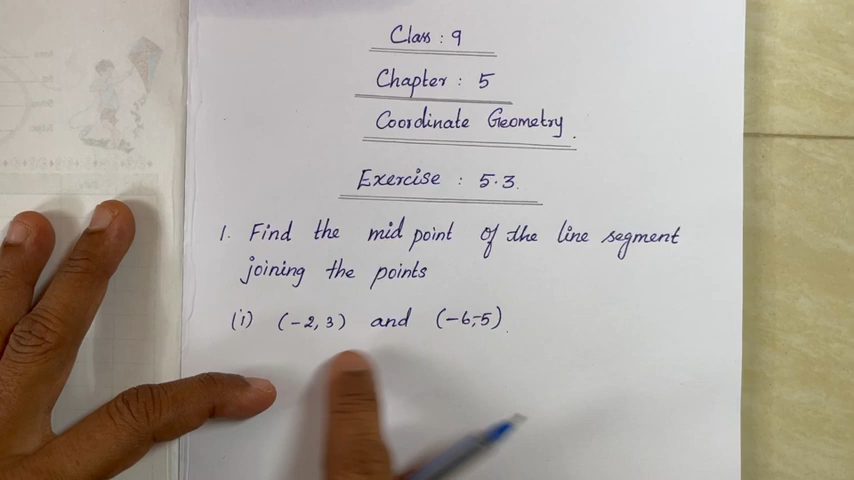 Class : 9
Chapter : 5
Coordinate Geometry.
Exercise : 5.3.
1. Find the mid point of the line segment
joining the points
(i) (-2, 3) and (-6,-5).